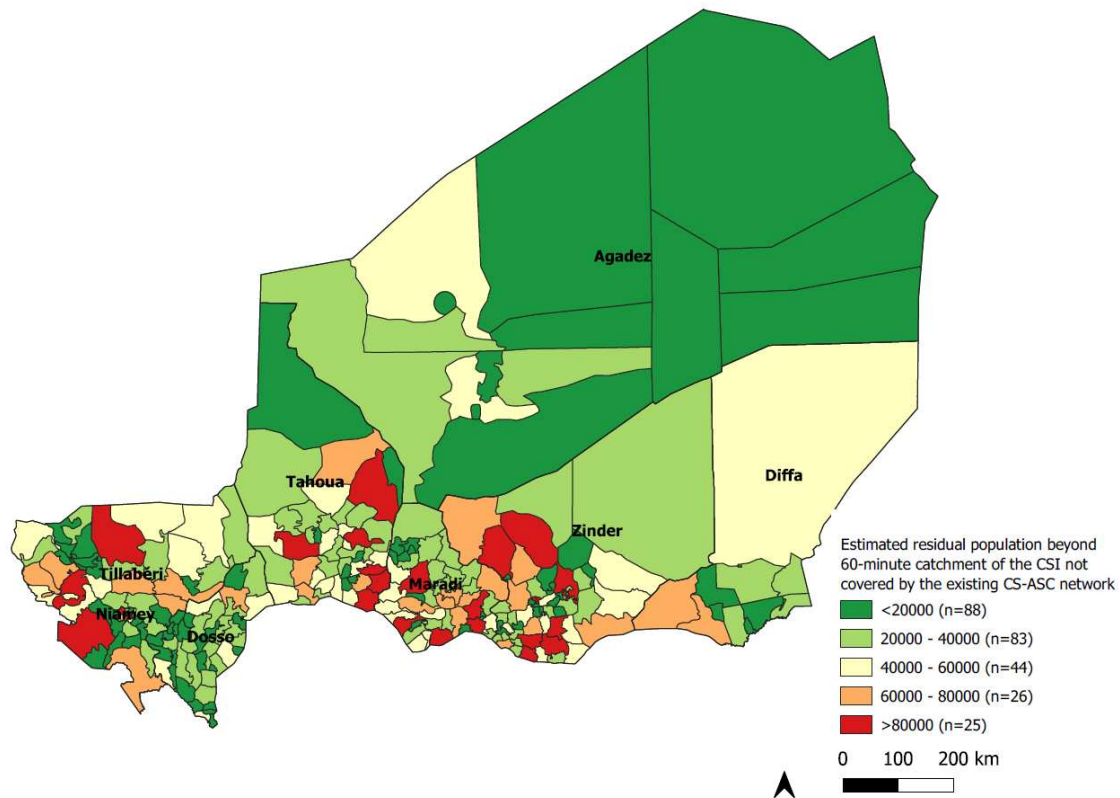 Agadez
Diffa
Tahoua
Zinder
Tillabéri
Maradi
Niamey
Dosso
Estimated residual population beyond
60-minute catchment of the CSI not
covered by the existing CS-ASC network
<20000 (n=88)
20000 - 40000 (n=83)
40000 - 60000 (n=44)
60000 - 80000 (n=26)
>80000 (n=25)
0 100 200 km